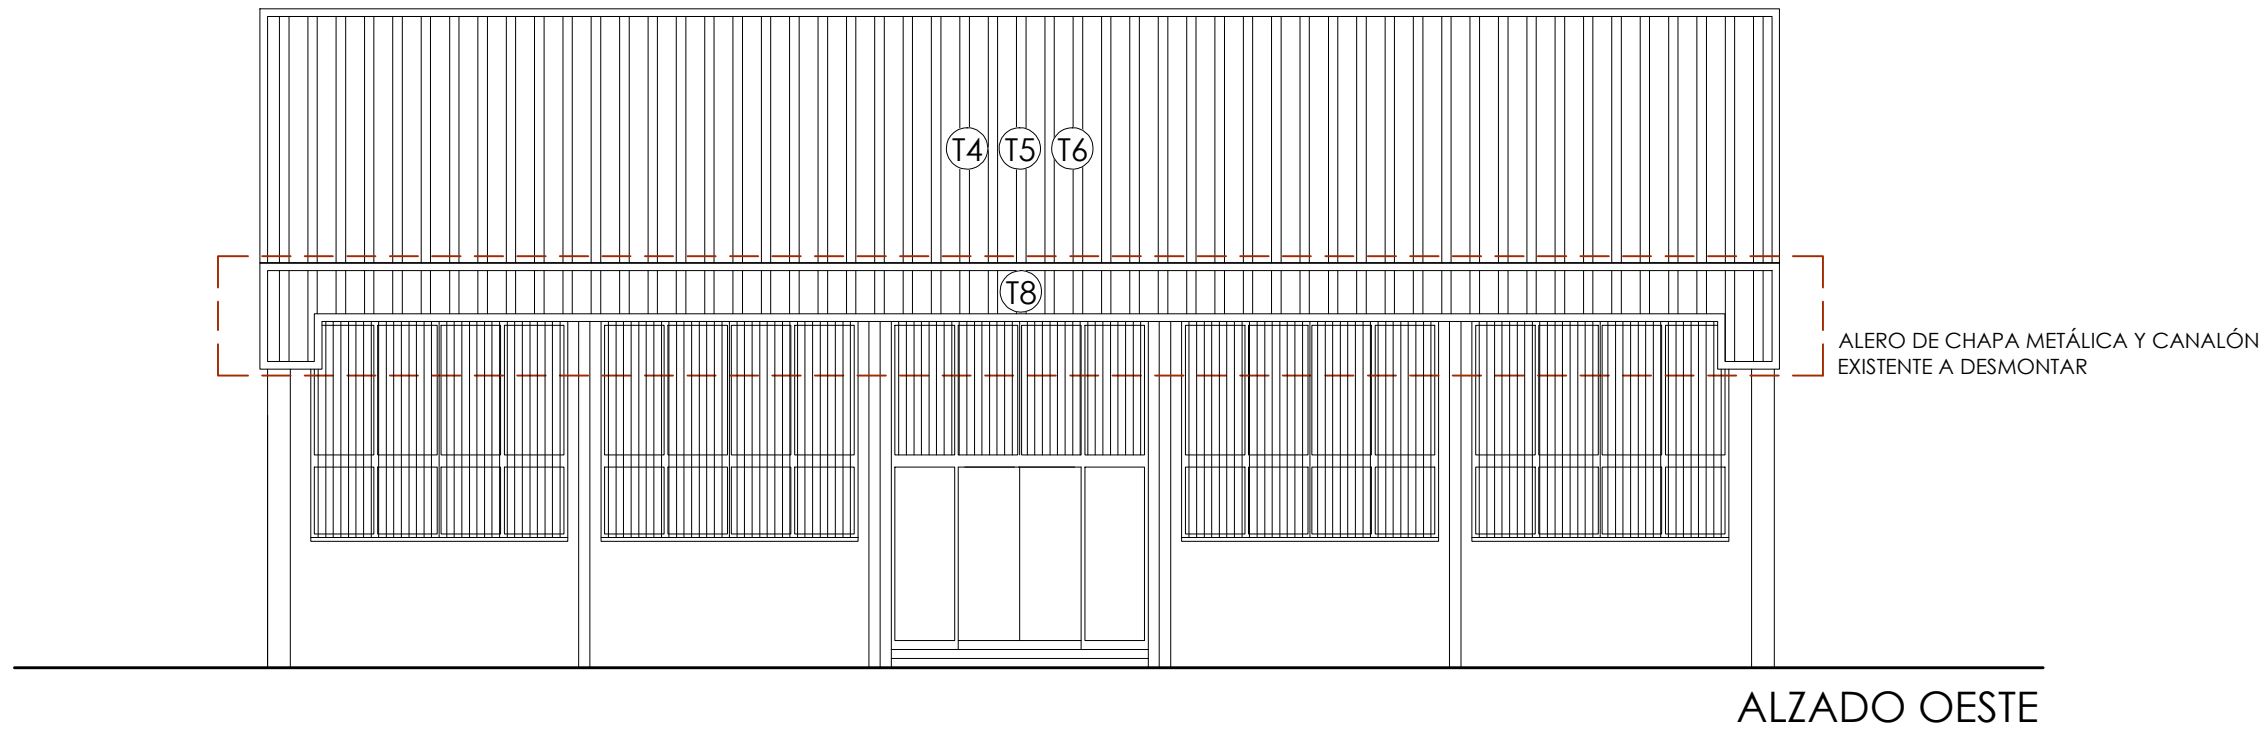 T4 T5 T6
T8
ALERO DE CHAPA METÁLICA Y CANALÓN
EXISTENTE A DESMONTAR
ALZADO OESTE